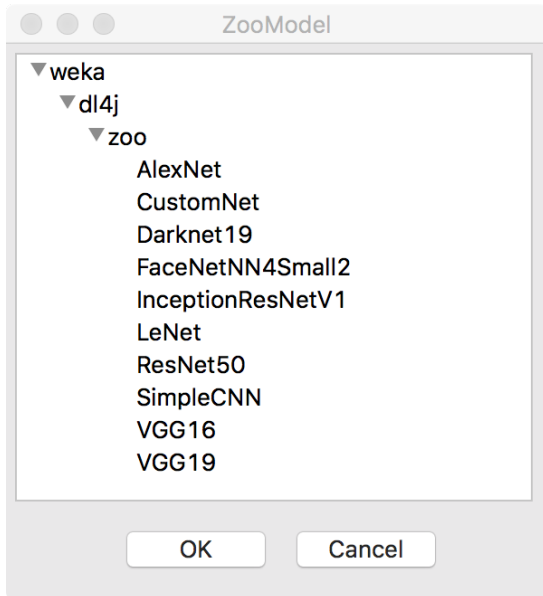 ZooModel
weka
dl4j
zoo
AlexNet
CustomNet
Darknet19
FaceNetNN4Small2
InceptionResNetV1
LeNet
ResNet50
SimpleCNN
VGG16
VGG19
OK Cancel